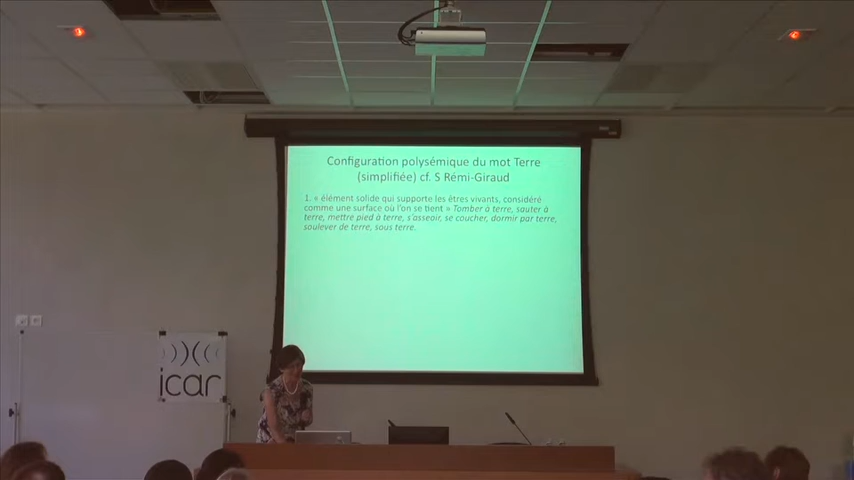 Configuration polysémique du mot Terre
(simplifiée) cf. S Rémi-Giraud
1. « élément solide qui supporte les êtres vivants, considéré
comme une surface où l'on se tient » Tomber à terre, sauter à
terre, mettre pied à terre, s'asseoir, se coucher, dormir par terre,
soulever de terre, sous terre.
icar